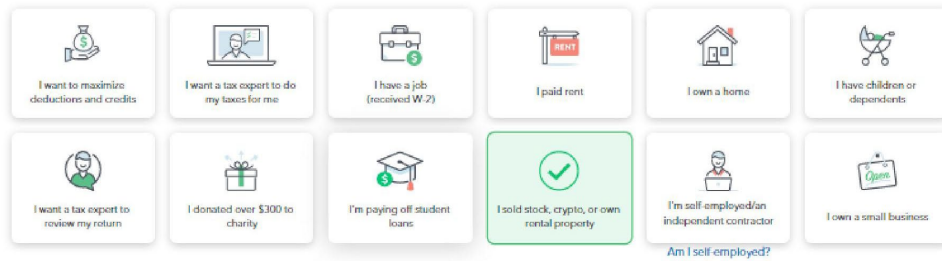 RENT
I want to maximize
deductions and credits
I want a tax expert to do
my taxes for me
I have a job
(received W-2)
I paid rent
I own a home
I have children or
dependents
Open
I want a tax expert to
review my return
I donated over $300 to
charity
I'm paying off student
loans
I sold stock, crypto, or own
rental property
I'm self-employed/an
independent contractor
I own a small business
Am I self-employed?